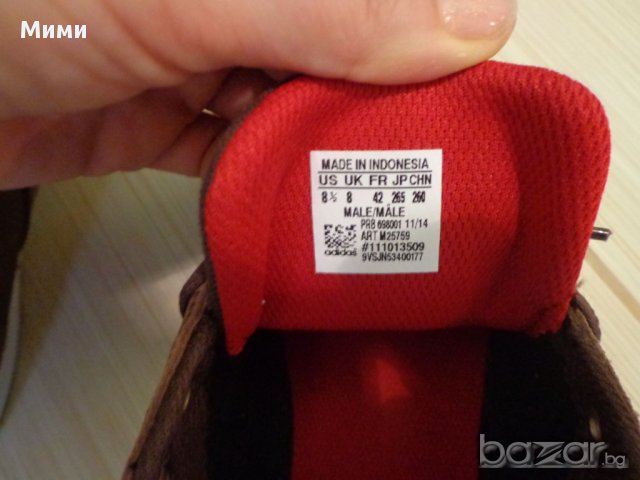 Мими
MADE IN INDONESIA
US UK FR JP CHN
8½ 8 42 265 260
MALE/MÂLE
PRB 698001 11/14
ART M25759
#111013509
9VSJN53400177
adidas
bazar.bg